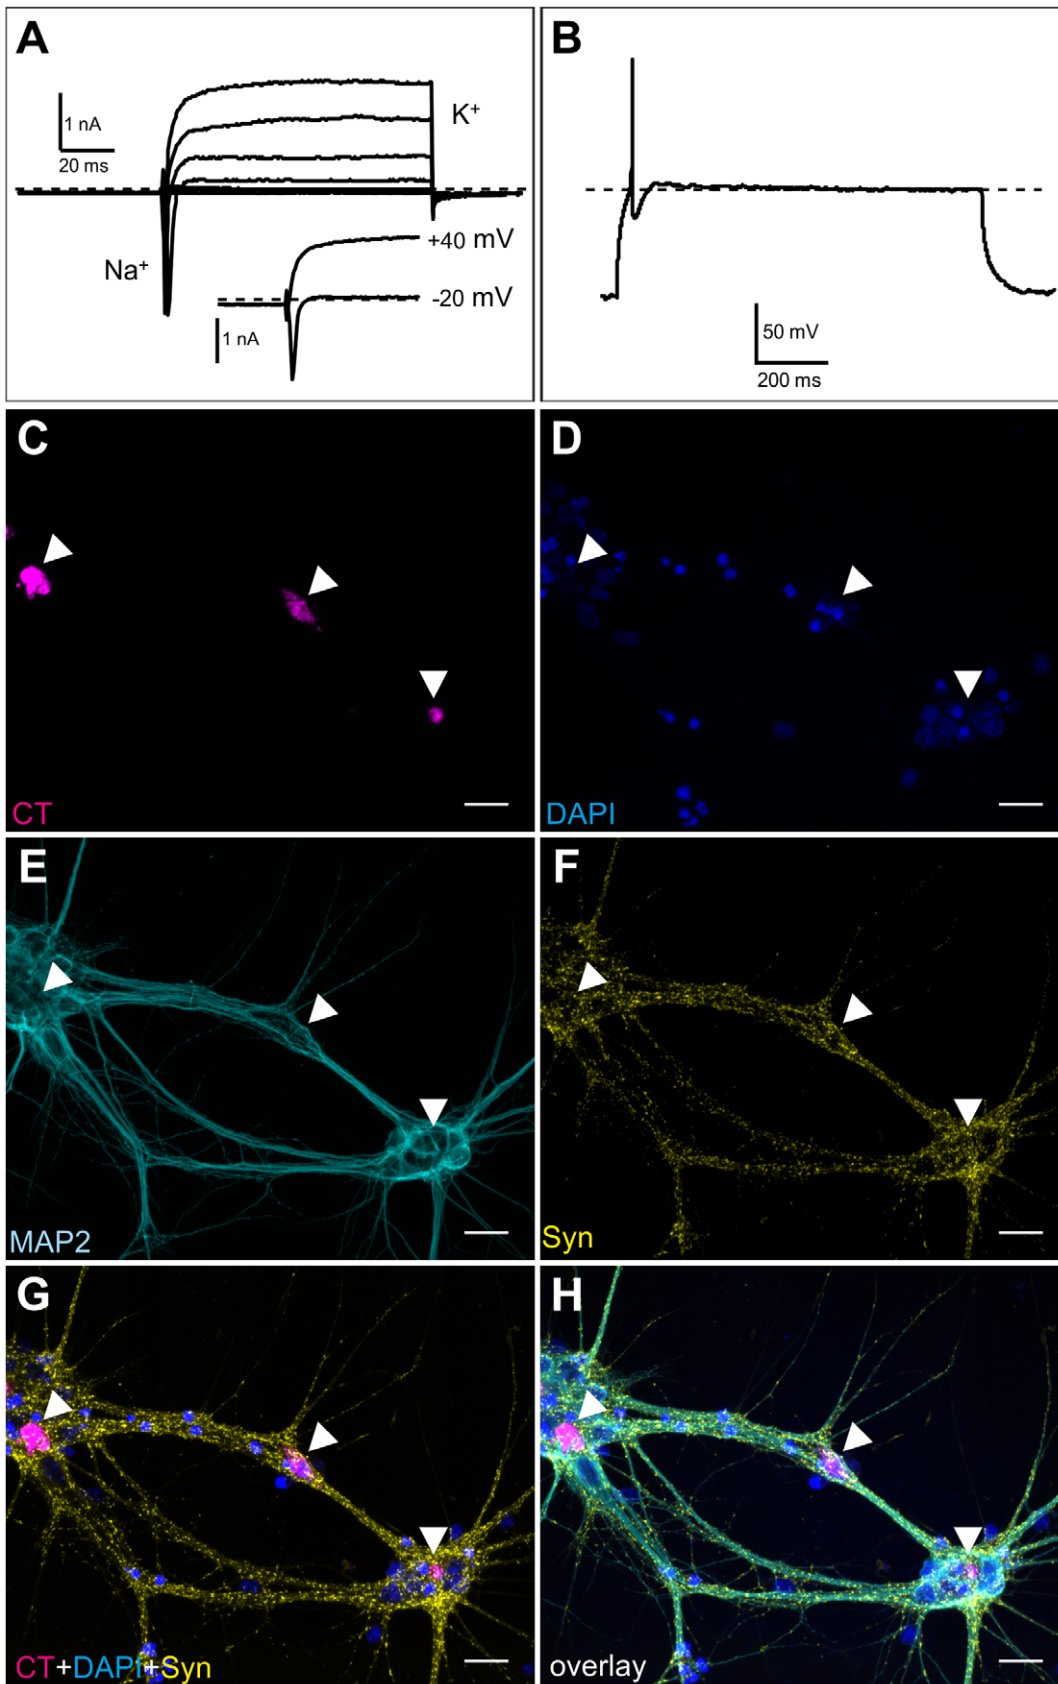 A
1 nA
20 ms
K⁺
Na⁺
+40 mV
-20 mV
1 nA
B
50 mV
200 ms
C
CT
D
DAPI
E
MAP2
F
Syn
G
CT+DAPI+Syn
H
overlay